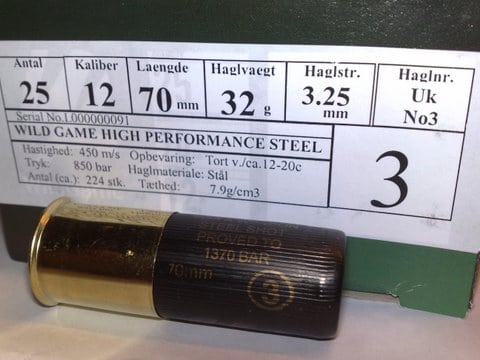 Antal Kaliber Laengde Haglvaegt Haglstr. Haglnr.
25 12 70 mm 32 g 3.25 mm Uk No3
Serial No.L000000091
WILD GAME HIGH PERFORMANCE STEEL
3
Hastighed: 450 m/s Opbevaring: Tort v./ca.12-20c
Tryk: 850 bar Haglmateriale: Stål
Antal (ca.): 224 stk. Tæthed: 7.9g/cm3
STEEL SHOT
PROVED TO
1370 BAR
70mm
3